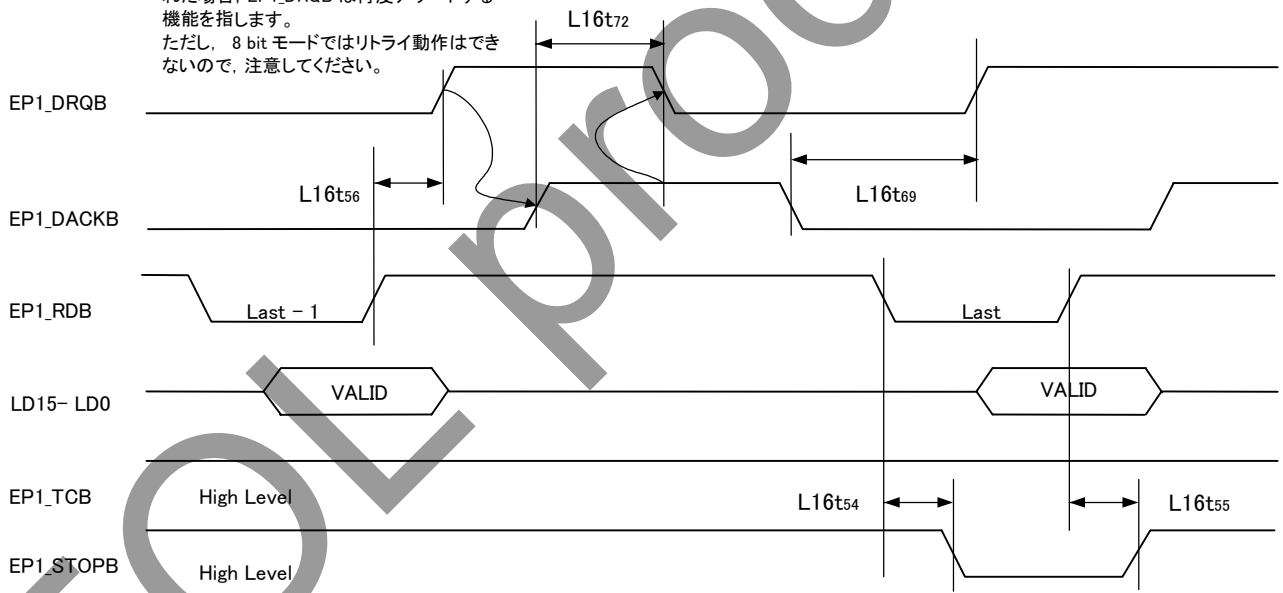 機能を指します。
ただし, 8 bit モードではリトライ動作はでき
ないので, 注意してください。
L16t72
EP1_DRQB
L16t56
L16t69
EP1_DACKB
EP1_RDB
Last − 1
Last
LD15− LD0
VALID
VALID
EP1_TCB
High Level
L16t54
L16t55
EP1_STOPB
High Level